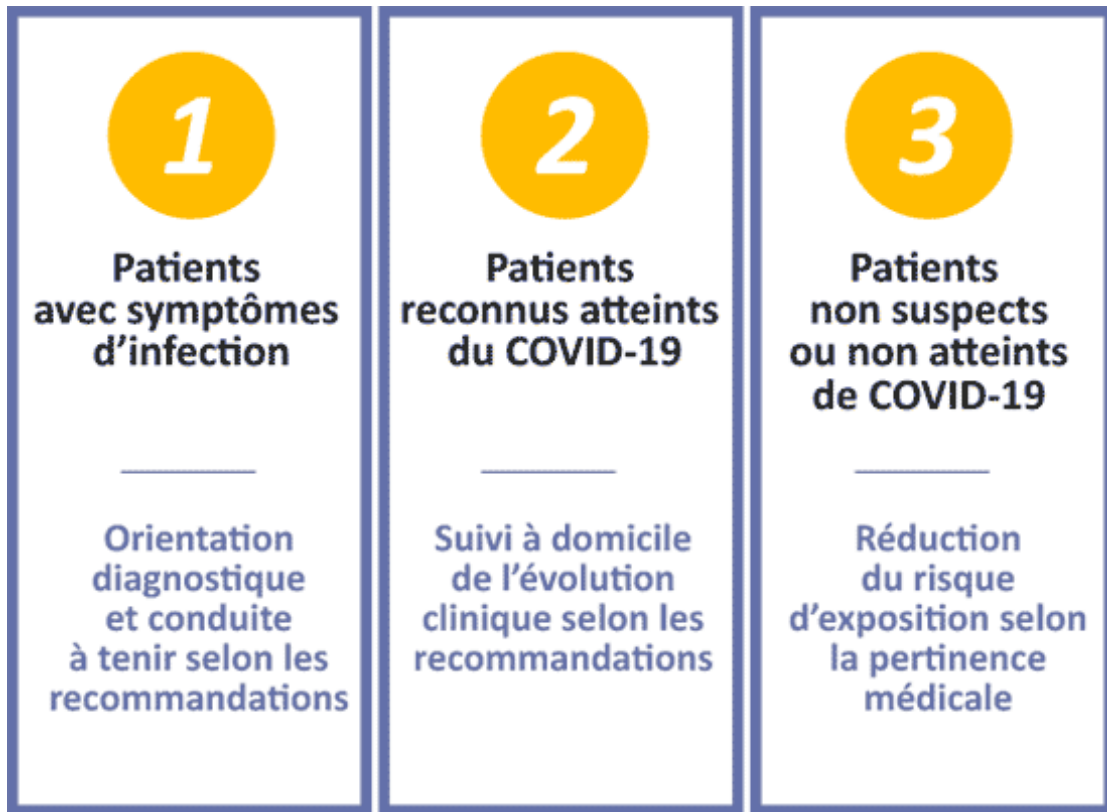 1
Patients
avec symptômes
d'infection
Orientation
diagnostique
et conduite
à tenir selon les
recommandations
2
Patients
reconnus atteints
du COVID-19
Suivi à domicile
de l'évolution
clinique selon les
recommandations
3
Patients
non suspects
ou non atteints
de COVID-19
Réduction
du risque
d'exposition selon
la pertinence
médicale